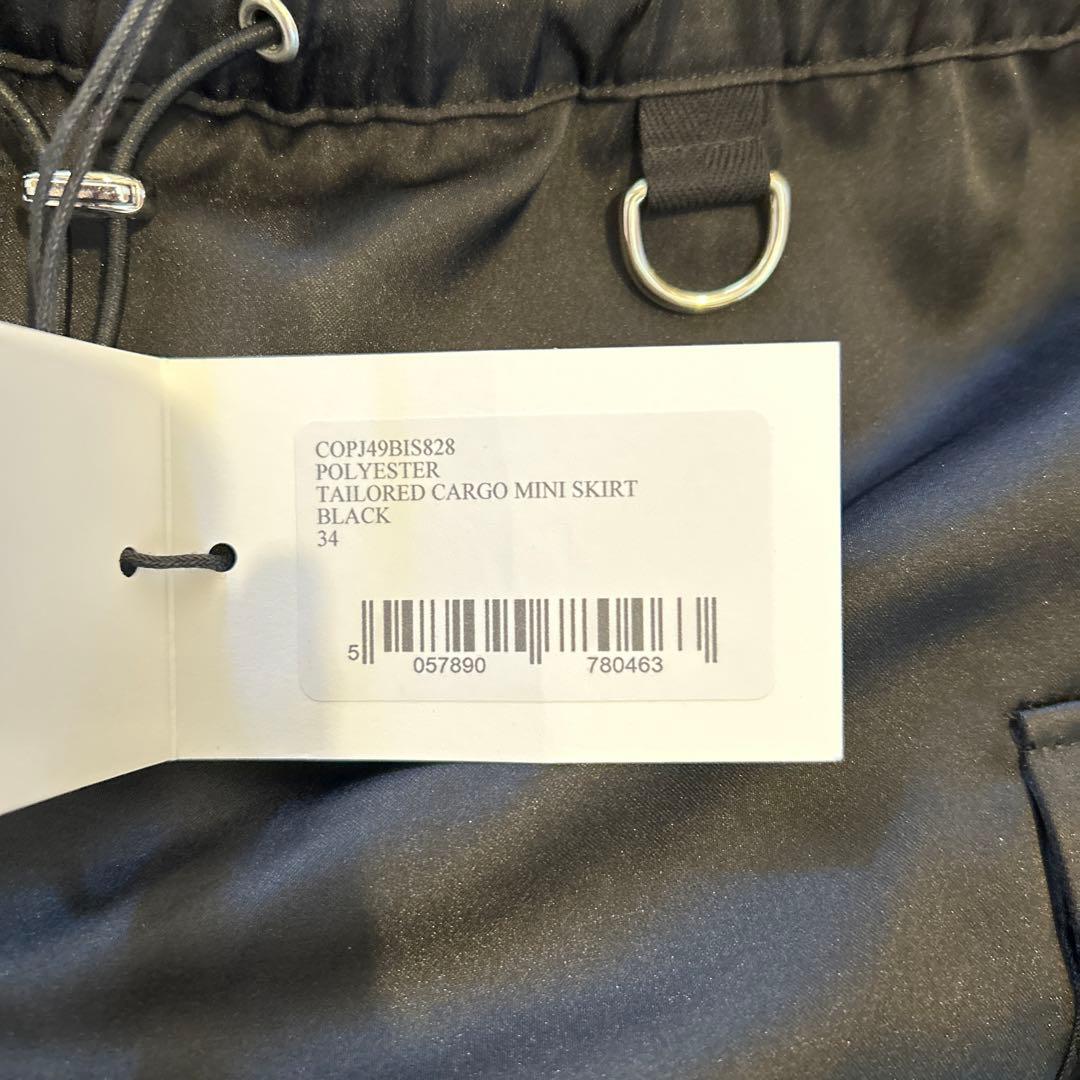 COPJ49BIS828
POLYESTER
TAILORED CARGO MINI SKIRT
BLACK
34
5 057890 780463